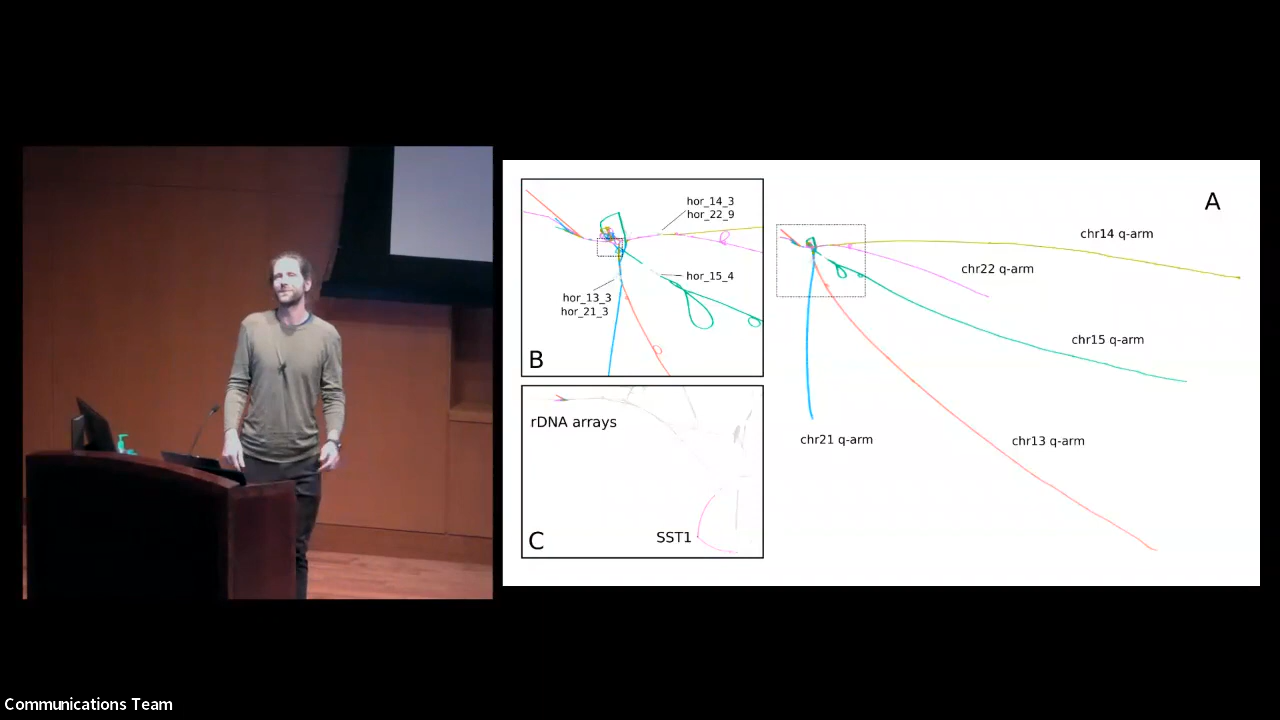 hor_14_3
hor_22_9
hor_15_4
hor_13_3
hor_21_3
B
rDNA arrays
SST1
C
A
chr14 q-arm
chr22 q-arm
chr15 q-arm
chr21 q-arm
chr13 q-arm
Communications Team